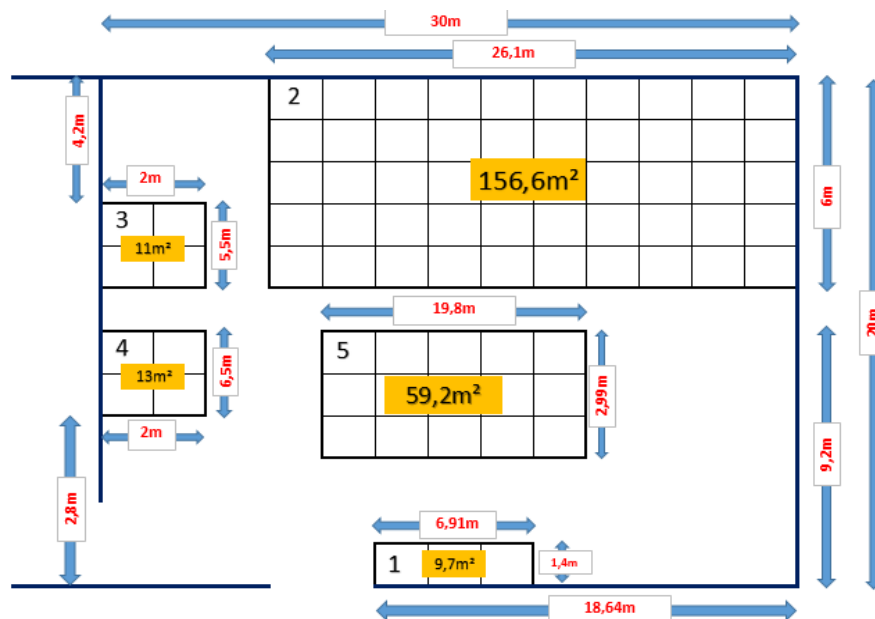 30m
26,1m
2
4,2m
156,6m²
6m
2m
3
11m²
5,5m
20m
19,8m
4
13m²
6,5m
5
59,2m²
2,99m
9,2m
2m
2,8m
6,91m
1
9,7m²
1,4m
18,64m